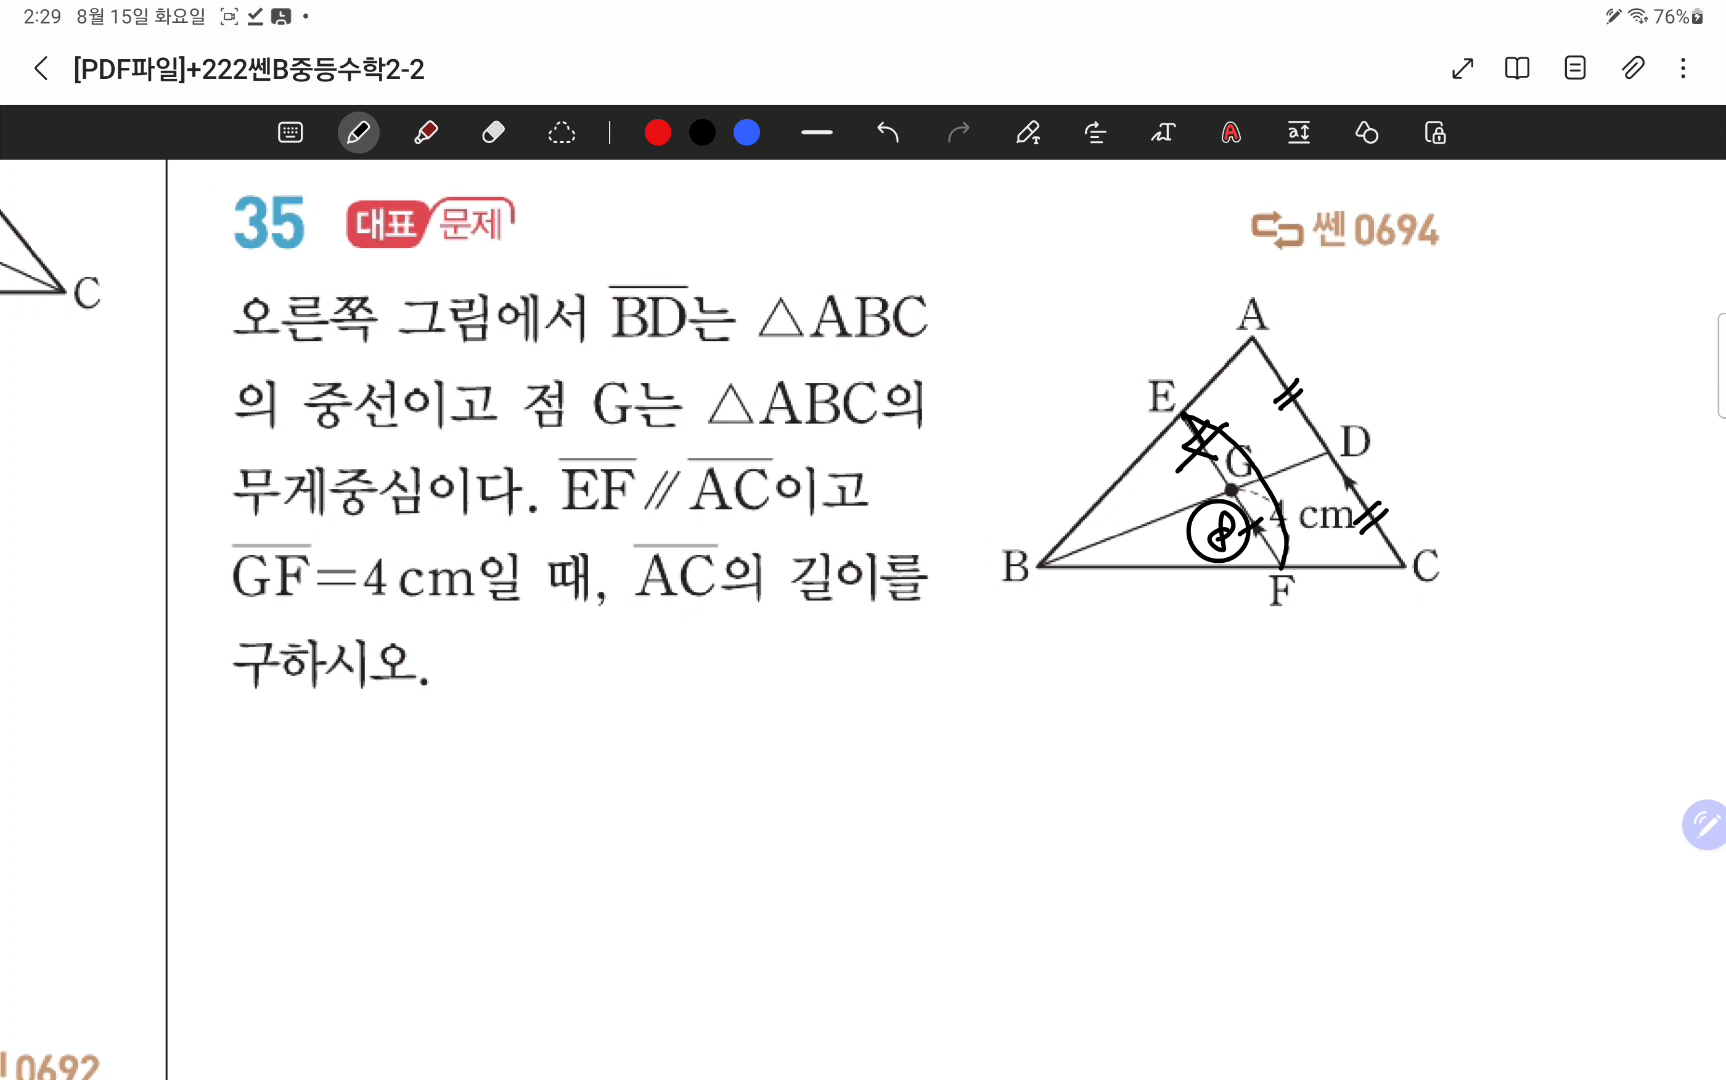 2:29 8월 15일 화요일
76%
[PDF파일]+222쎈B중등수학2-2
C
35 대표 문제
쎈 0694
오른쪽 그림에서 BD는 △ABC
의 중선이고 점 G는 △ABC의
무게중심이다. EF∥AC이고
GF=4 cm일 때, AC의 길이를
구하시오.
A
E
D
G
4 cm
8
B
C
F
0692